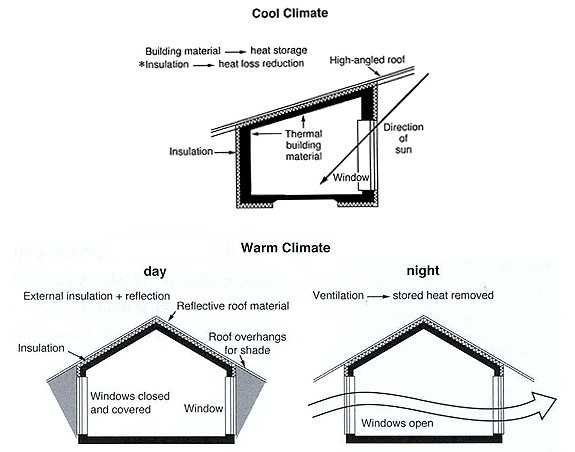 Cool Climate
Building material → heat storage
*Insulation → heat loss reduction
High-angled roof
Thermal
building
material
Direction
of
sun
Insulation
Window
Warm Climate
day
External insulation + reflection
Reflective roof material
Roof overhangs
for shade
Insulation
Windows closed
and covered
Window
night
Ventilation → stored heat removed
Windows open